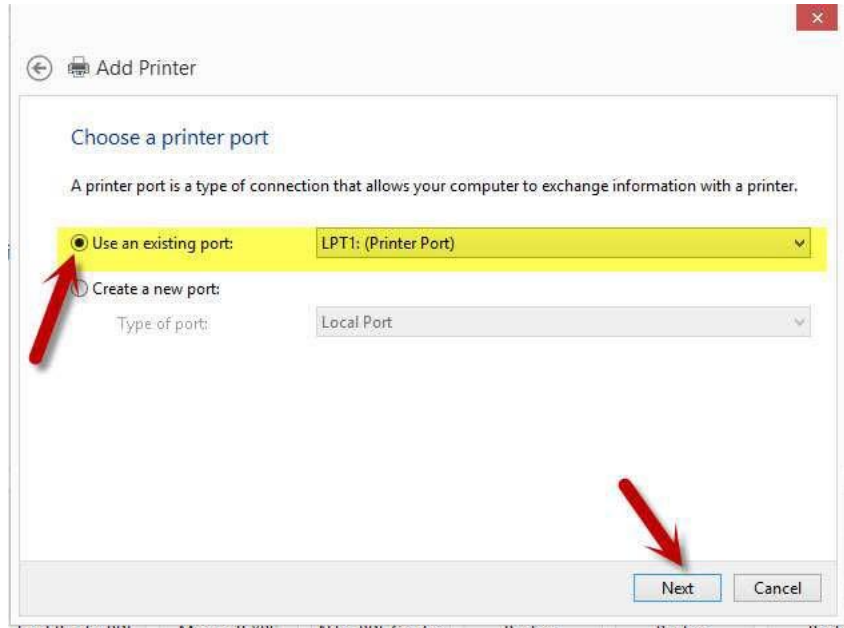 Add Printer
Choose a printer port
A printer port is a type of connection that allows your computer to exchange information with a printer.
Use an existing port: LPT1: (Printer Port)
Create a new port:
Type of port: Local Port
Next Cancel